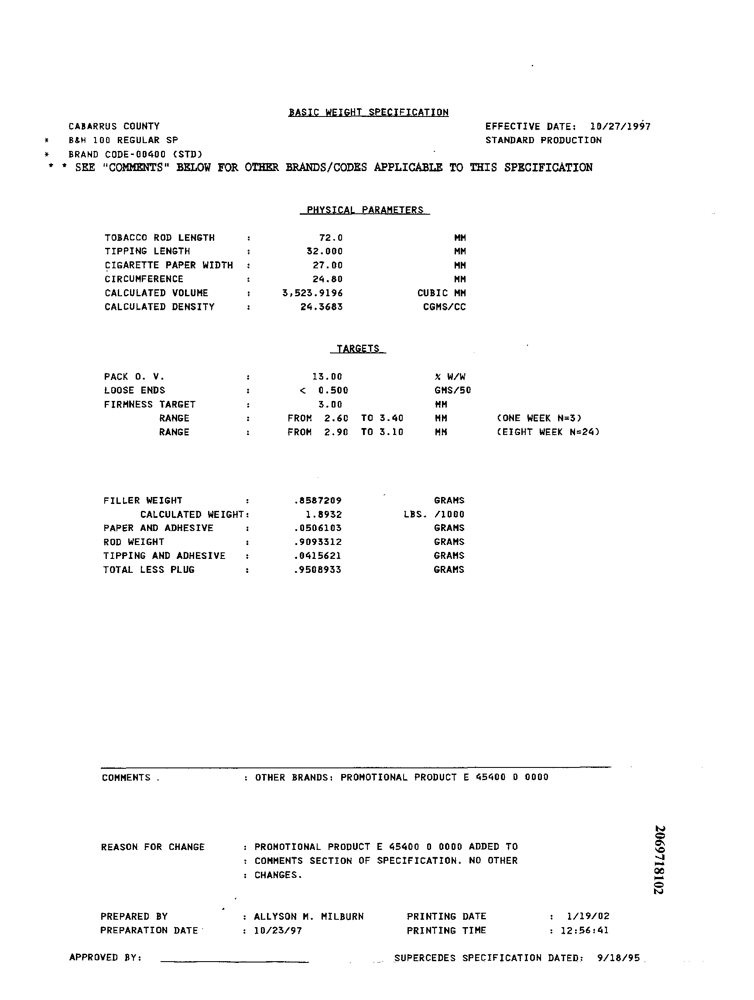 BASIC WEIGHT SPECIFICATION
CABARRUS COUNTY EFFECTIVE DATE: 10/27/1997
* B&H 100 REGULAR SP STANDARD PRODUCTION
* BRAND CODE-00400 (STD)
* * SEE "COMMENTS" BELOW FOR OTHER BRANDS/CODES APPLICABLE TO THIS SPECIFICATION
PHYSICAL PARAMETERS
TOBACCO ROD LENGTH : 72.0 MM
TIPPING LENGTH : 32.000 MM
CIGARETTE PAPER WIDTH : 27.00 MM
CIRCUMFERENCE : 24.80 MM
CALCULATED VOLUME : 3,523.9196 CUBIC MM
CALCULATED DENSITY : 24.3683 CGMS/CC
TARGETS
PACK O. V. : 13.00 % W/W
LOOSE ENDS : < 0.500 GMS/50
FIRMNESS TARGET : 3.00 MM
RANGE : FROM 2.60 TO 3.40 MM (ONE WEEK N=3)
RANGE : FROM 2.90 TO 3.10 MM (EIGHT WEEK N=24)
FILLER WEIGHT : .8587209 GRAMS
CALCULATED WEIGHT: 1.8932 LBS. /1000
PAPER AND ADHESIVE : .0506103 GRAMS
ROD WEIGHT : .9093312 GRAMS
TIPPING AND ADHESIVE : .0415621 GRAMS
TOTAL LESS PLUG : .9508933 GRAMS
COMMENTS . : OTHER BRANDS: PROMOTIONAL PRODUCT E 45400 0 0000
REASON FOR CHANGE : PROMOTIONAL PRODUCT E 45400 0 0000 ADDED TO
: COMMENTS SECTION OF SPECIFICATION. NO OTHER
: CHANGES.
2069718102
PREPARED BY : ALLYSON M. MILBURN PRINTING DATE : 1/19/02
PREPARATION DATE : 10/23/97 PRINTING TIME : 12:56:41
APPROVED BY: SUPERCEDES SPECIFICATION DATED: 9/18/95